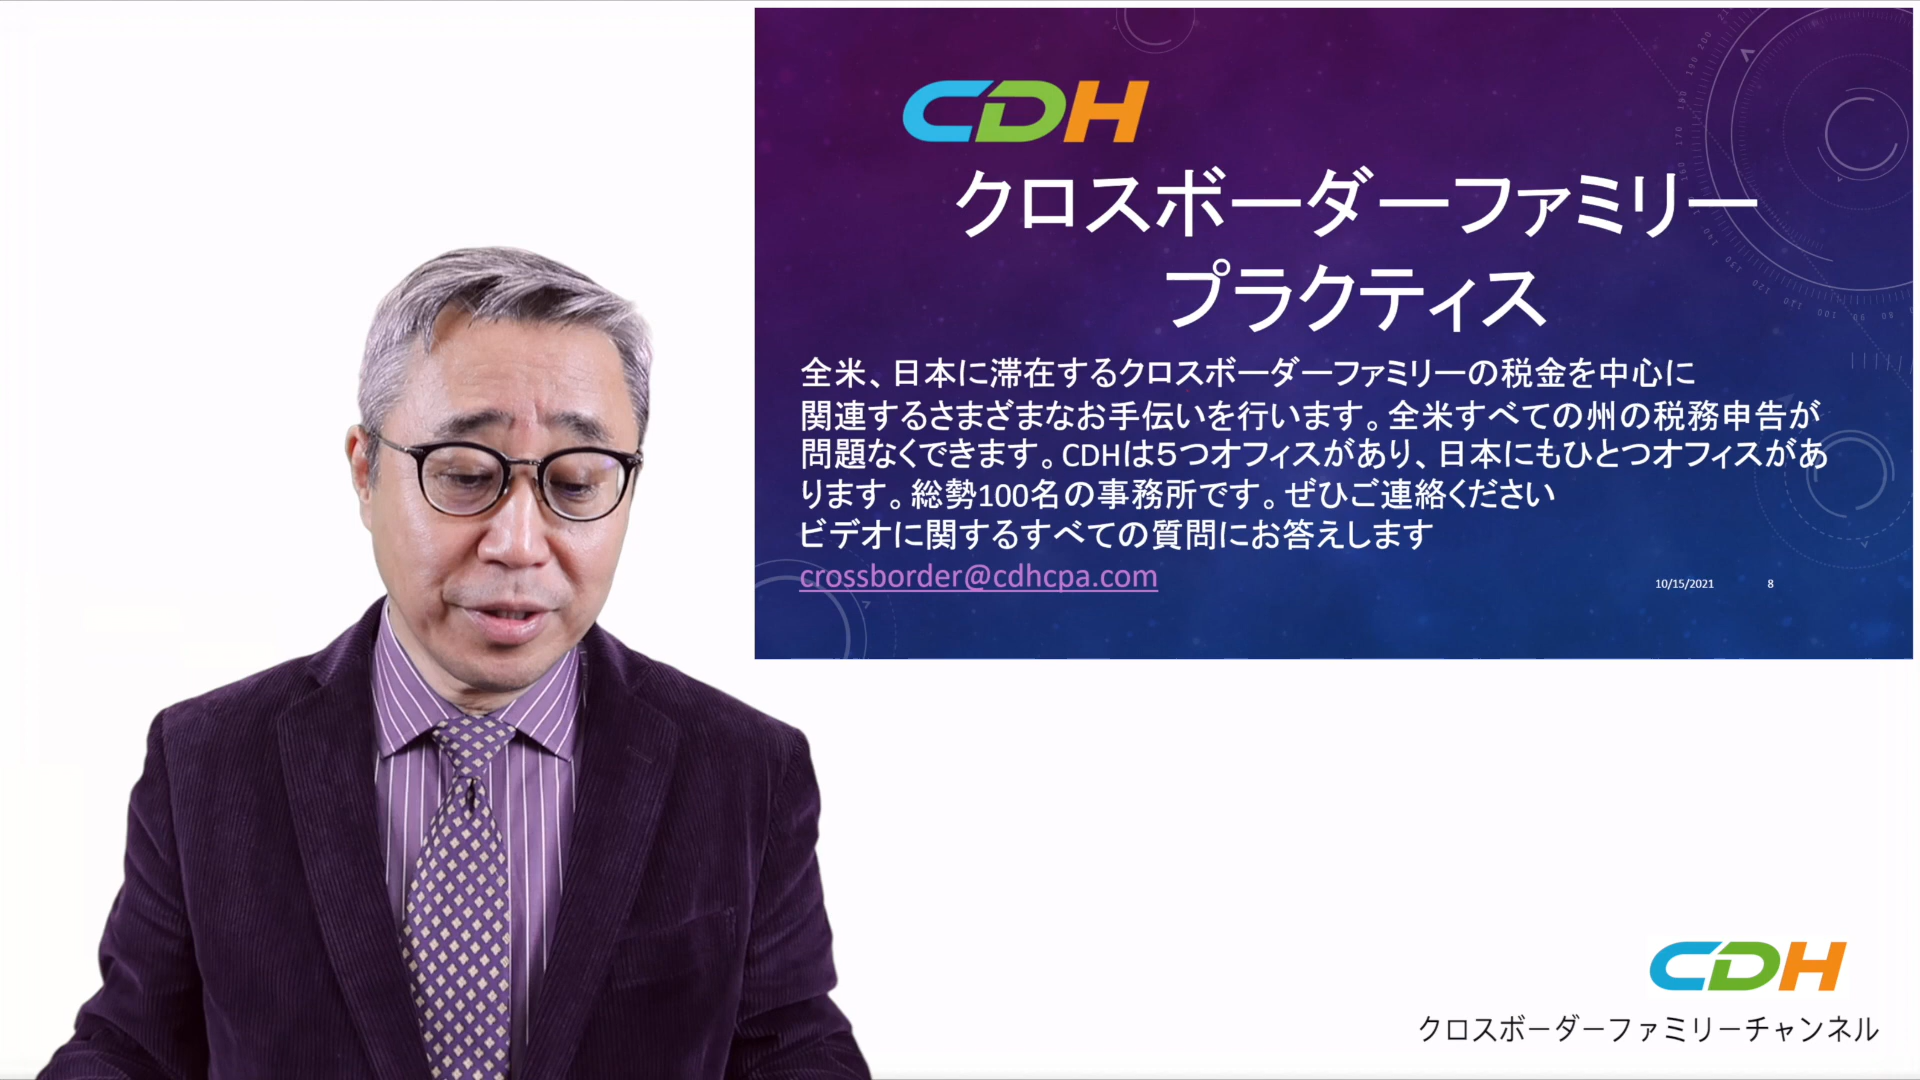 CDH
クロスボーダーファミリー
プラクティス
全米、日本に滞在するクロスボーダーファミリーの税金を中心に
関連するさまざまなお手伝いを行います。全米すべての州の税務申告が
問題なくできます。CDHは５つオフィスがあり、日本にもひとつオフィスがあ
ります。総勢100名の事務所です。ぜひご連絡ください
ビデオに関するすべての質問にお答えします
crossborder@cdhcpa.com
10/15/2021
8
CDH
クロスボーダーファミリーチャンネル